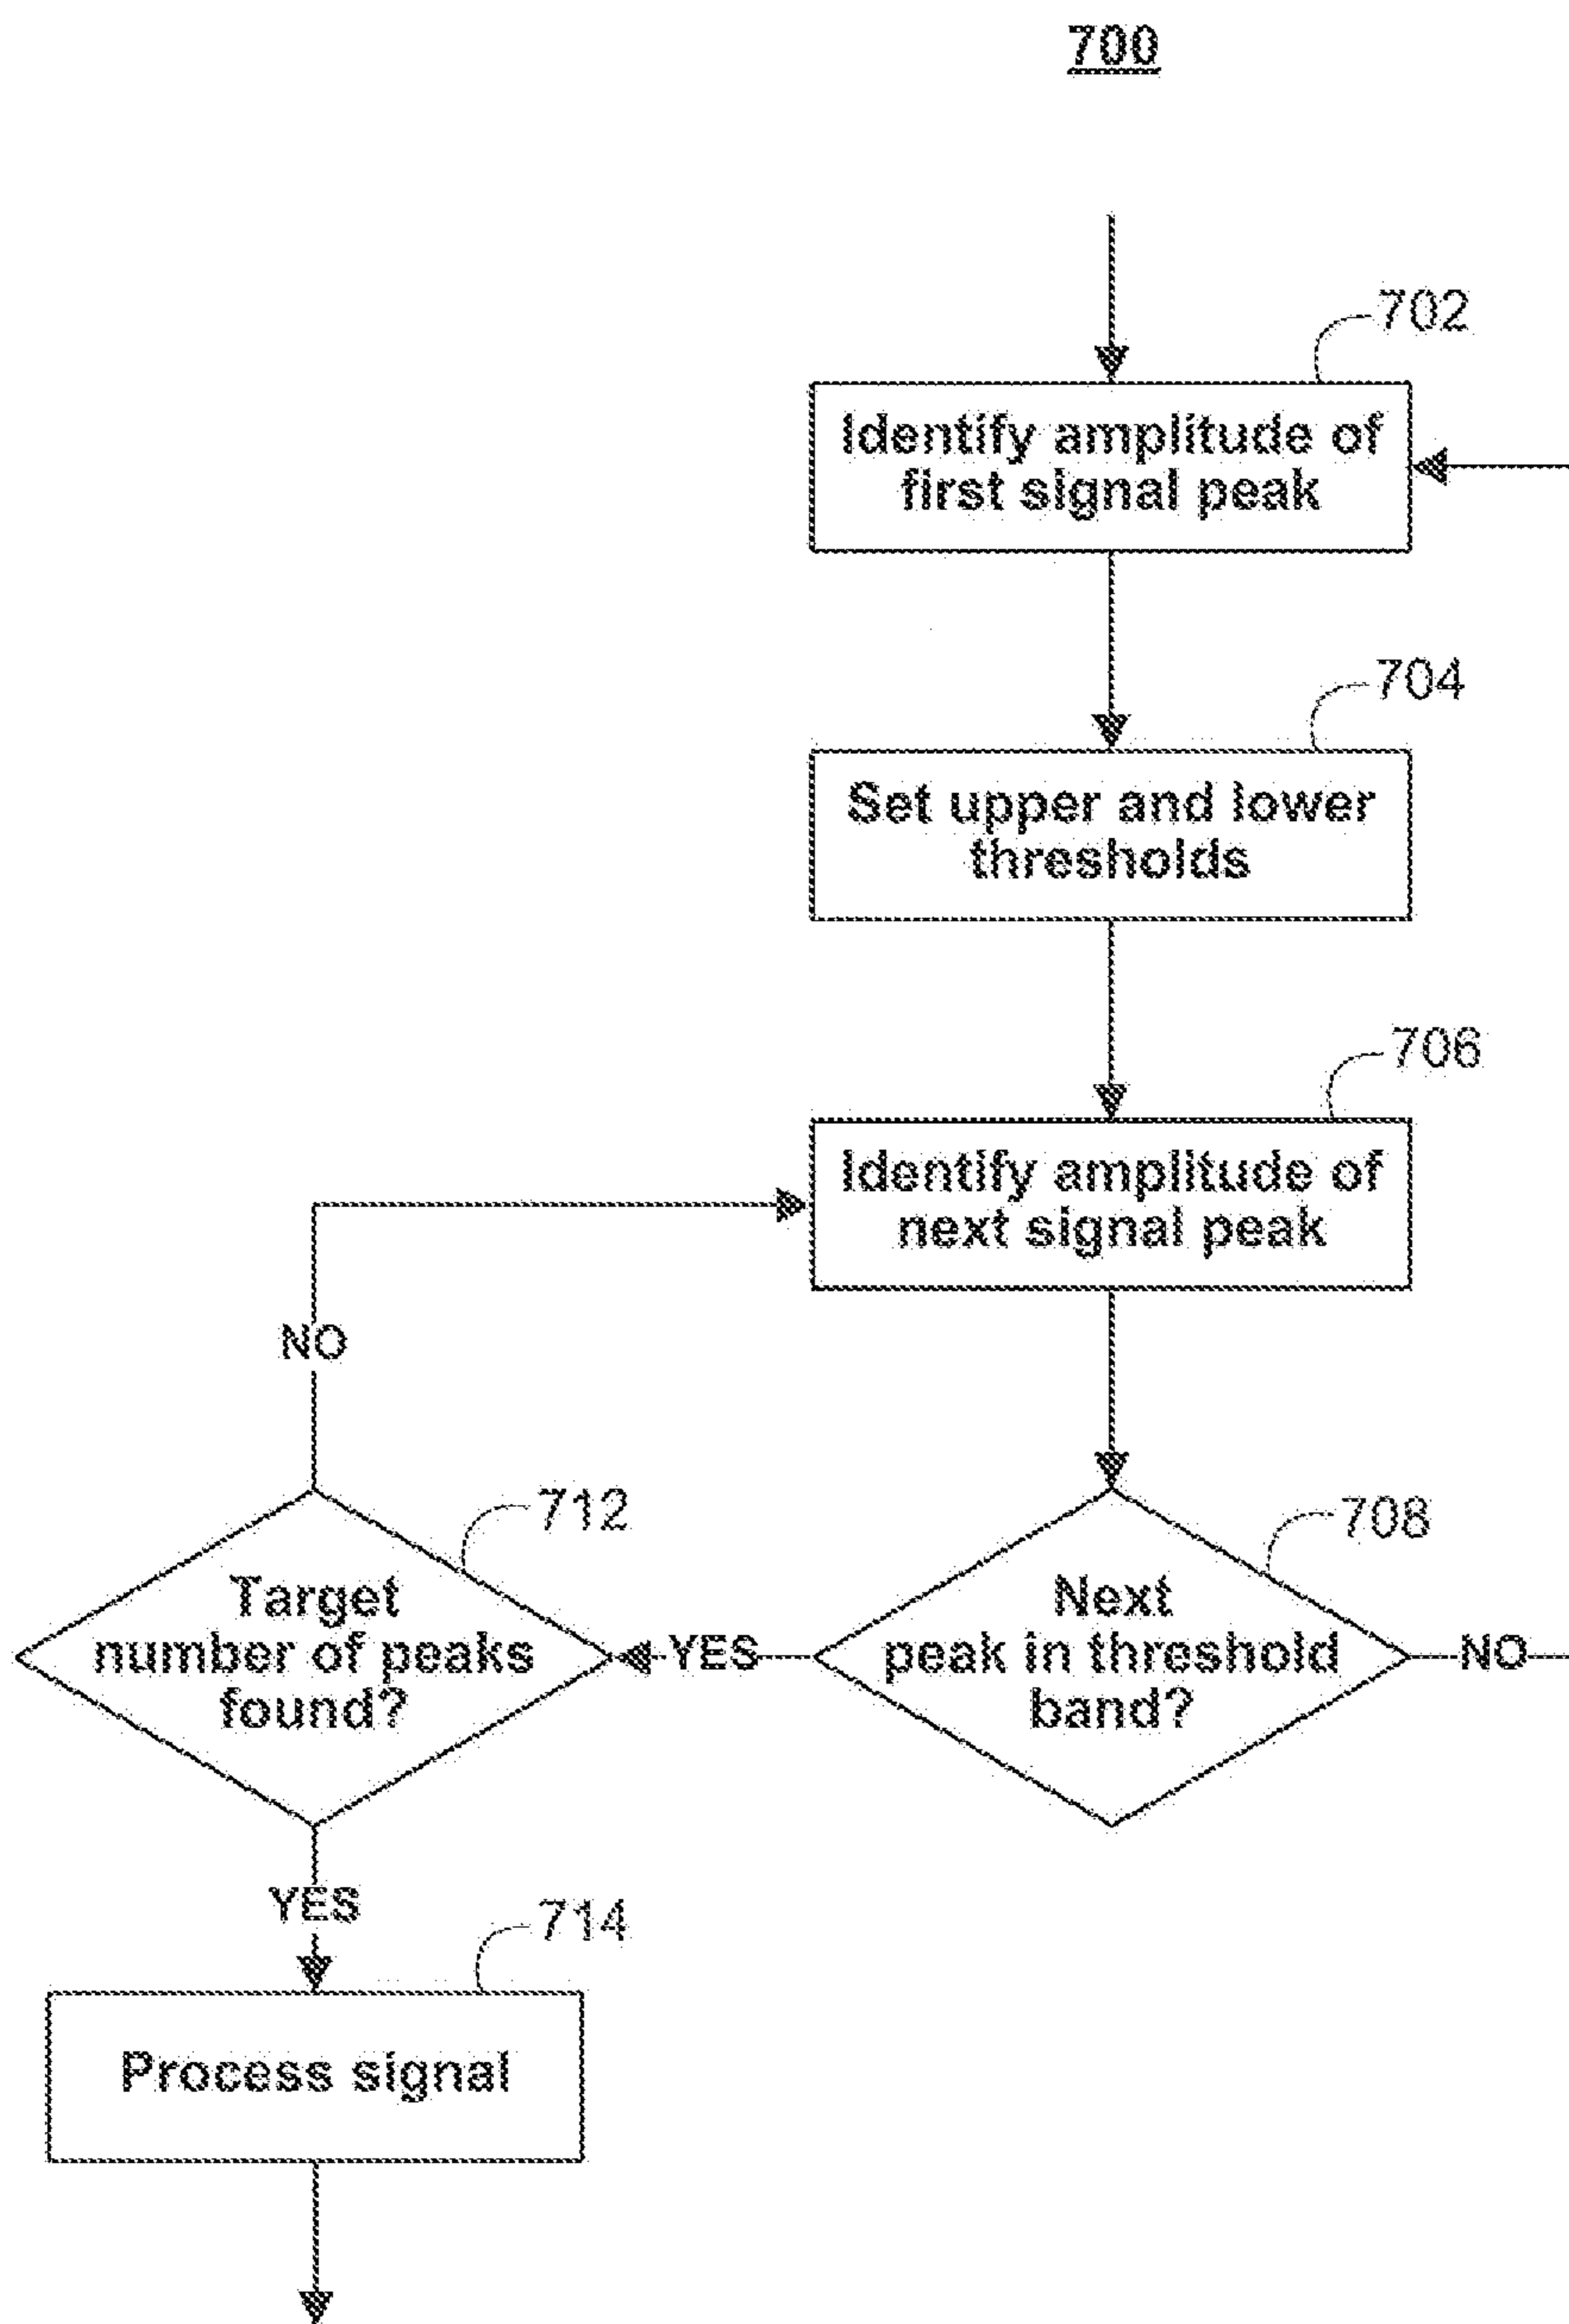 700
702
Identify amplitude of
first signal peak
704
Set upper and lower
thresholds
706
Identify amplitude of
next signal peak
NO
712
Target
number of peaks
found?
YES
708
Next
peak in threshold
band?
NO
YES
714
Process signal